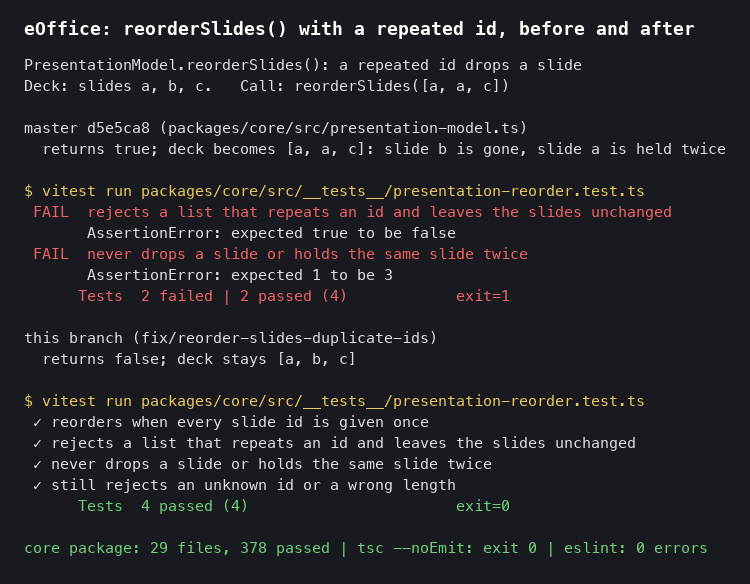 eOffice: reorderSlides() with a repeated id, before and after
PresentationModel.reorderSlides(): a repeated id drops a slide
Deck: slides a, b, c.   Call: reorderSlides([a, a, c])
master d5e5ca8 (packages/core/src/presentation-model.ts)
returns true; deck becomes [a, a, c]: slide b is gone, slide a is held twice
$ vitest run packages/core/src/__tests__/presentation-reorder.test.ts
FAIL  rejects a list that repeats an id and leaves the slides unchanged
AssertionError: expected true to be false
FAIL  never drops a slide or holds the same slide twice
AssertionError: expected 1 to be 3
Tests  2 failed | 2 passed (4)            exit=1
this branch (fix/reorder-slides-duplicate-ids)
returns false; deck stays [a, b, c]
$ vitest run packages/core/src/__tests__/presentation-reorder.test.ts
✓ reorders when every slide id is given once
✓ rejects a list that repeats an id and leaves the slides unchanged
✓ never drops a slide or holds the same slide twice
✓ still rejects an unknown id or a wrong length
Tests  4 passed (4)                       exit=0
core package: 29 files, 378 passed | tsc --noEmit: exit 0 | eslint: 0 errors